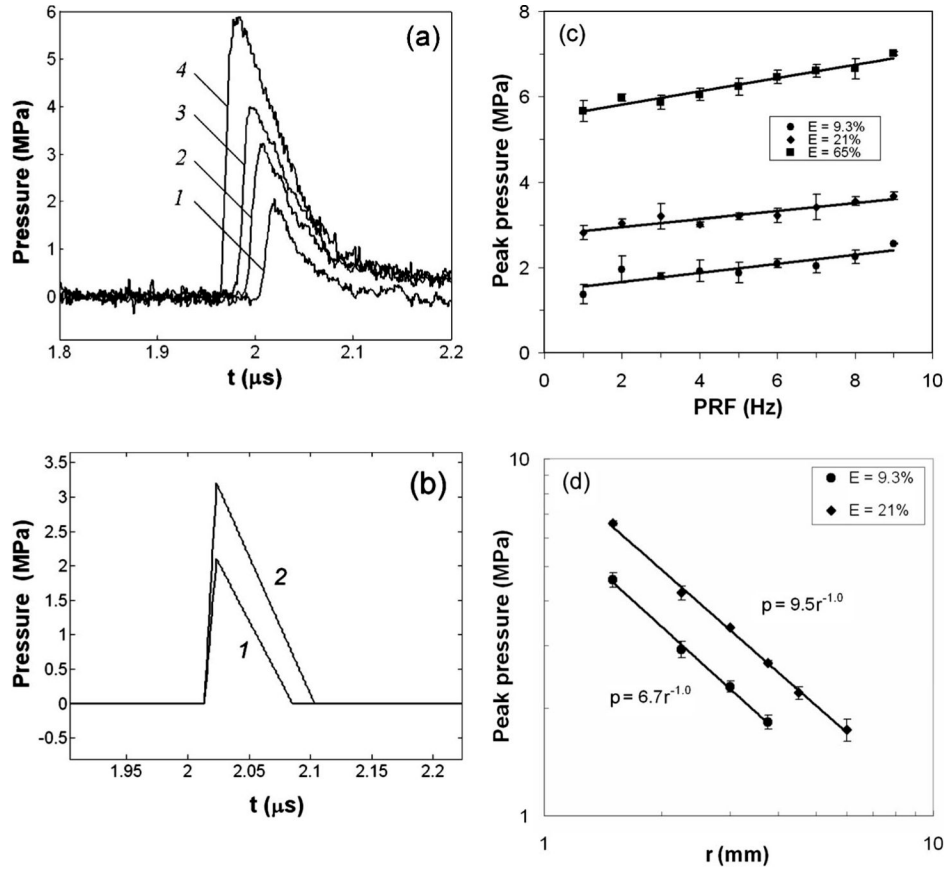 (a)
Pressure (MPa)
6
5
4
3
2
1
0
4
3
2
1
1.8 1.9 2 2.1 2.2
t (μs)
(c)
Peak pressure (MPa)
8
6
4
2
0
E = 9.3%
E = 21%
E = 65%
0 2 4 6 8 10
PRF (Hz)
(b)
Pressure (MPa)
3.5
3
2.5
2
1.5
1
0.5
0
-0.5
2
1
1.95 2 2.05 2.1 2.15 2.2
t (μs)
(d)
Peak pressure (MPa)
10
1
E = 9.3%
E = 21%
p = 9.5r-1.0
p = 6.7r-1.0
1 10
r (mm)